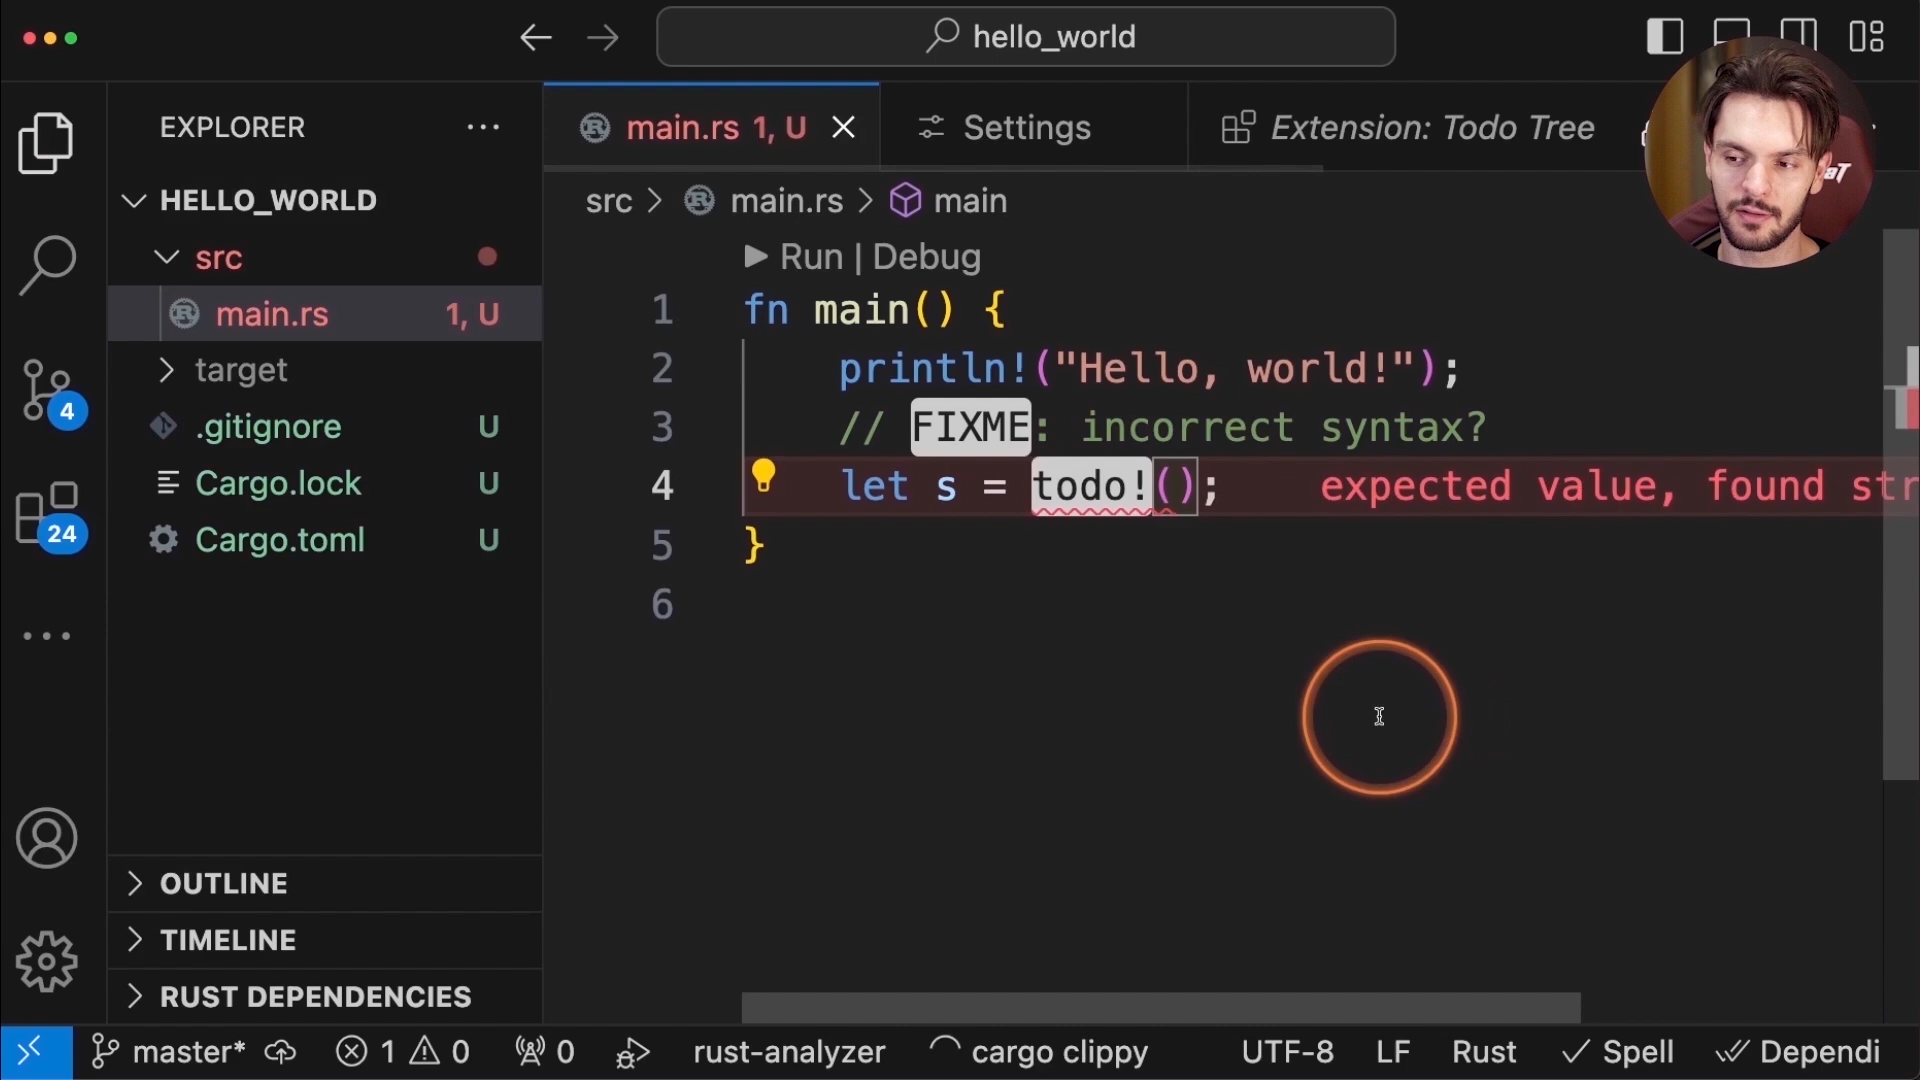 hello_world
EXPLORER
main.rs 1, U
Settings
Extension: Todo Tree
HELLO_WORLD
src > main.rs > main
src
Run | Debug
main.rs 1, U
1 fn main() {
target
2 println!("Hello, world!");
.gitignore U
3 // FIXME: incorrect syntax?
Cargo.lock U
4 let s = todo!(); expected value, found str
Cargo.toml U
5 }
6
4
24
OUTLINE
TIMELINE
RUST DEPENDENCIES
master* 1 0 0 rust-analyzer cargo clippy UTF-8 LF Rust Spell Dependi